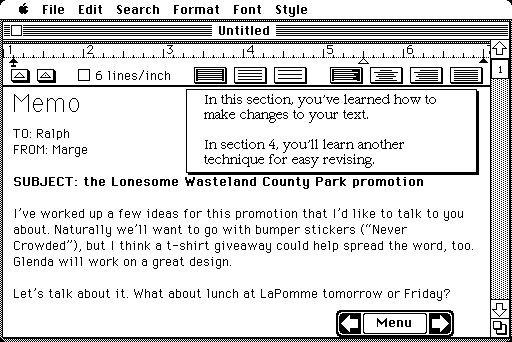 File Edit Search Format Font Style
Untitled
1 2 3 4 5 6 7
6 lines/inch
1
Memo
In this section, you've learned how to
make changes to your text.
In section 4, you'll learn another
technique for easy revising.
TO: Ralph
FROM: Marge
SUBJECT: the Lonesome Wasteland County Park promotion
I've worked up a few ideas for this promotion that I'd like to talk to you
about. Naturally we'll want to go with bumper stickers (“Never
Crowded”), but I think a t-shirt giveaway could help spread the word, too.
Glenda will work on a great design.
Let's talk about it. What about lunch at LaPomme tomorrow or Friday?
Menu